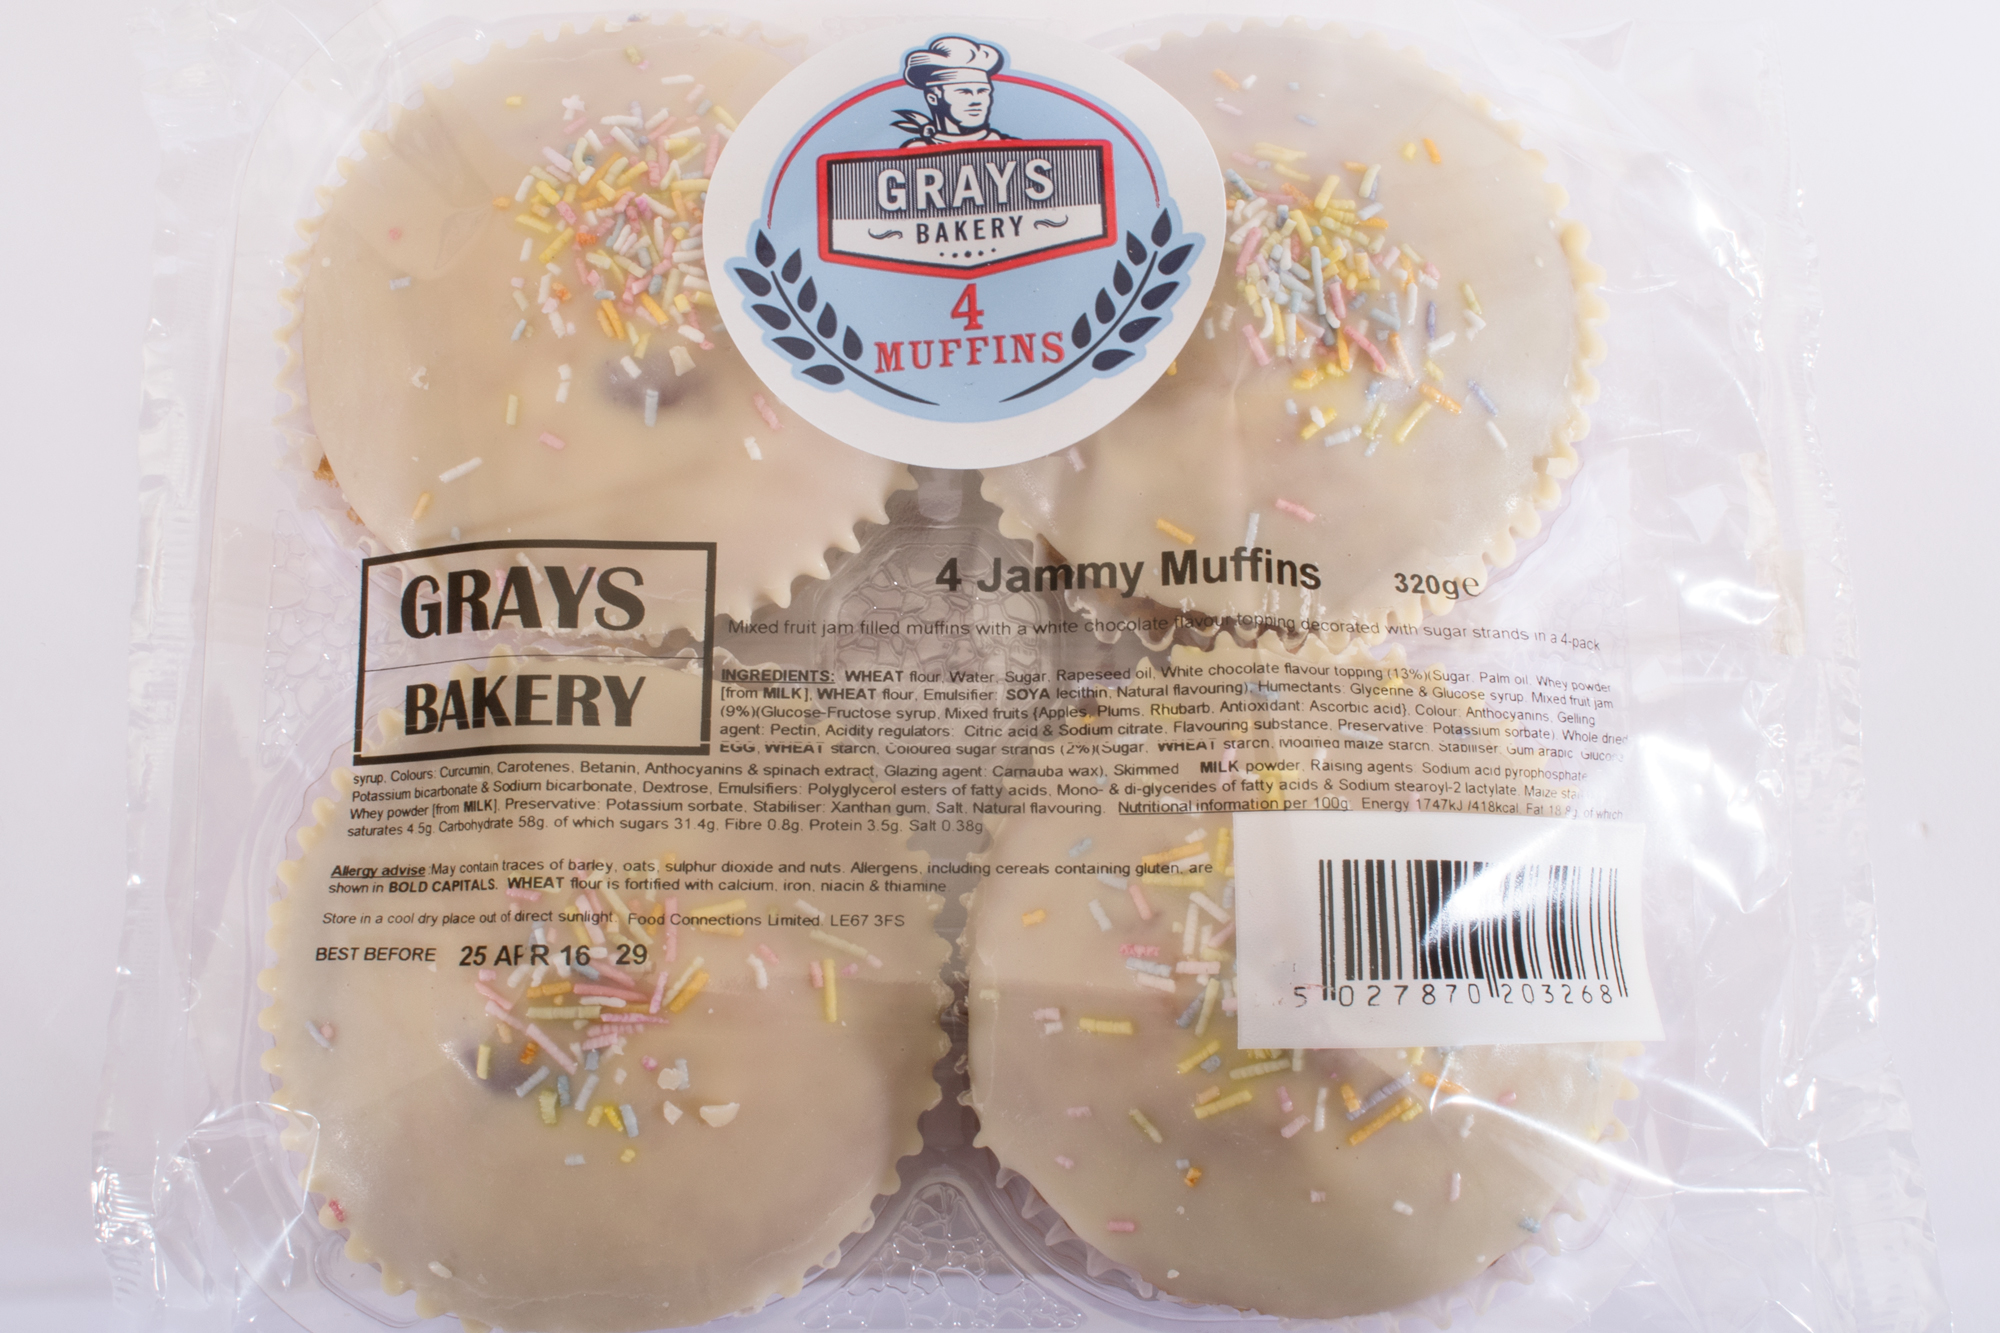 GRAYS
BAKERY
4
MUFFINS
GRAYS
BAKERY
4 Jammy Muffins 320g℮
Mixed fruit jam filled muffins with a white chocolate flavour topping decorated with sugar strands in a 4-pack
INGREDIENTS: WHEAT flour, Water, Sugar, Rapeseed oil, White chocolate flavour topping (13%)(Sugar, Palm oil, Whey powder
[from MILK], WHEAT flour, Emulsifier: SOYA lecithin, Natural flavouring), Humectants: Glycerine & Glucose syrup, Mixed fruit jam
(9%)(Glucose-Fructose syrup, Mixed fruits {Apples, Plums, Rhubarb, Antioxidant: Ascorbic acid}, Colour: Anthocyanins, Gelling
agent: Pectin, Acidity regulators: Citric acid & Sodium citrate, Flavouring substance, Preservative: Potassium sorbate), Whole dried
EGG, WHEAT starch, Coloured sugar strands (2%)(Sugar, WHEAT starch, Modified maize starch, Stabiliser: Gum arabic, Glucose
syrup, Colours: Curcumin, Carotenes, Betanin, Anthocyanins & spinach extract, Glazing agent: Carnauba wax), Skimmed MILK powder, Raising agents: Sodium acid pyrophosphate
Potassium bicarbonate & Sodium bicarbonate, Dextrose, Emulsifiers: Polyglycerol esters of fatty acids, Mono- & di-glycerides of fatty acids & Sodium stearoyl-2 lactylate, Maize
Whey powder [from MILK], Preservative: Potassium sorbate, Stabiliser: Xanthan gum, Salt, Natural flavouring. Nutritional information per 100g: Energy 1747kJ /418kcal, Fat 18.8g, of which
saturates 4.5g, Carbohydrate 58g, of which sugars 31.4g, Fibre 0.8g, Protein 3.5g, Salt 0.38g
Allergy advise :May contain traces of barley, oats, sulphur dioxide and nuts. Allergens, including cereals containing gluten, are
shown in BOLD CAPITALS. WHEAT flour is fortified with calcium, iron, niacin & thiamine
Store in a cool dry place out of direct sunlight. Food Connections Limited LE67 3FS
BEST BEFORE 25 APR 16 29
5 027870 203268